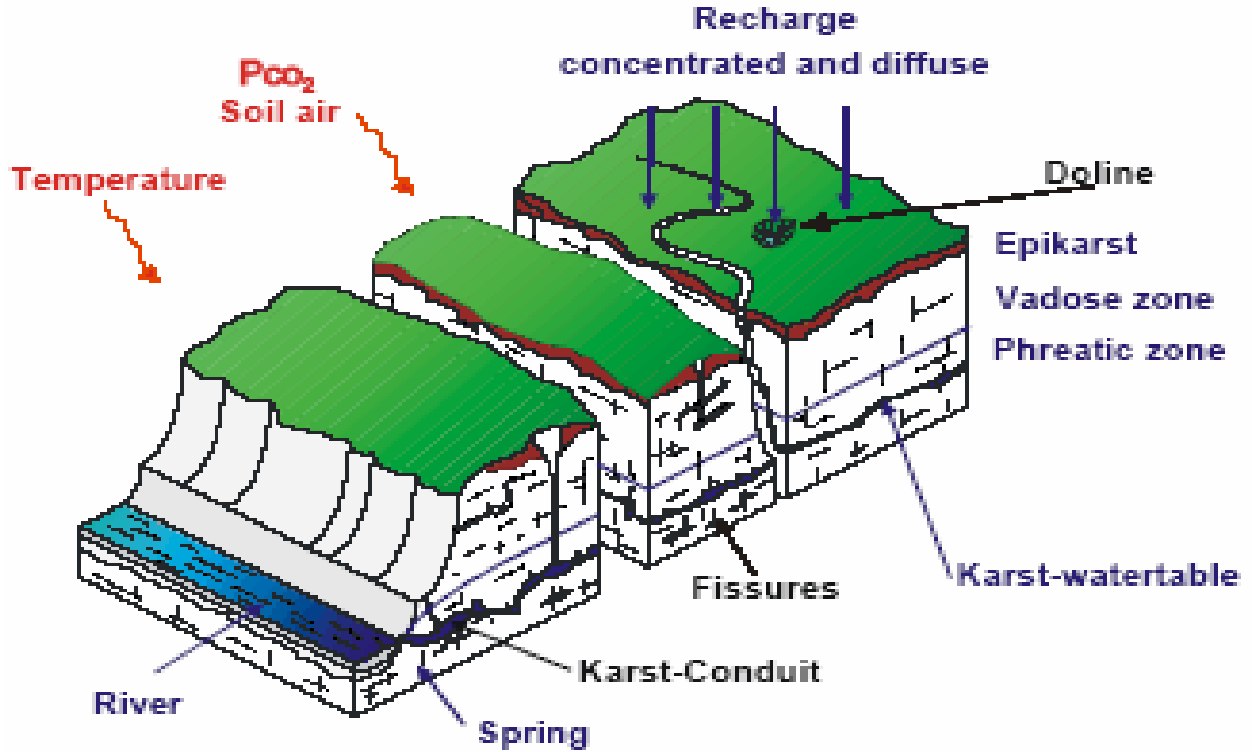 Recharge
concentrated and diffuse
Pco₂
Soil air
Temperature
Doline
Epikarst
Vadose zone
Phreatic zone
Karst-watertable
Fissures
Karst-Conduit
River
Spring